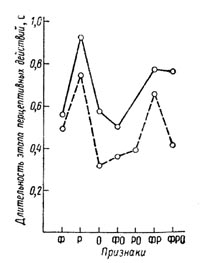 Длительность этапа перцептивных действий, с
1,0
0,8
0,6
0,4
0,2
Ф Р О ФО РО ФР ФРО
Признаки